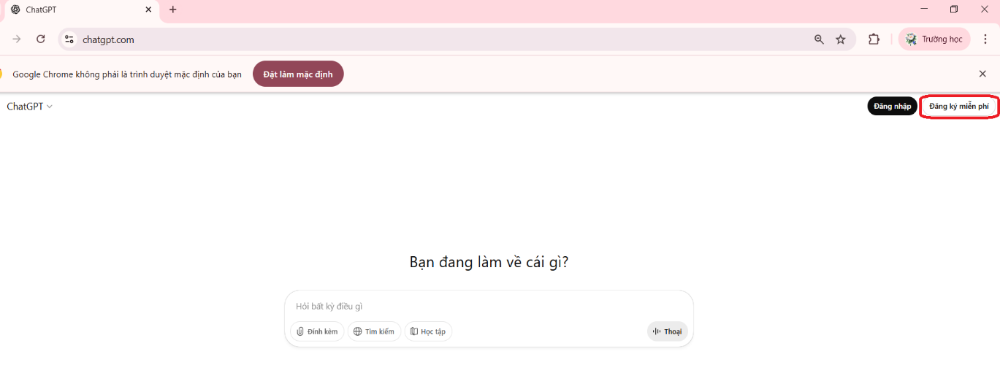 ChatGPT
chatgpt.com
Trường học
Google Chrome không phải là trình duyệt mặc định của bạn
Đặt làm mặc định
ChatGPT
Đăng nhập
Đăng ký miễn phí
Bạn đang làm về cái gì?
Hỏi bất kỳ điều gì
Đính kèm
Tìm kiếm
Học tập
Thoại